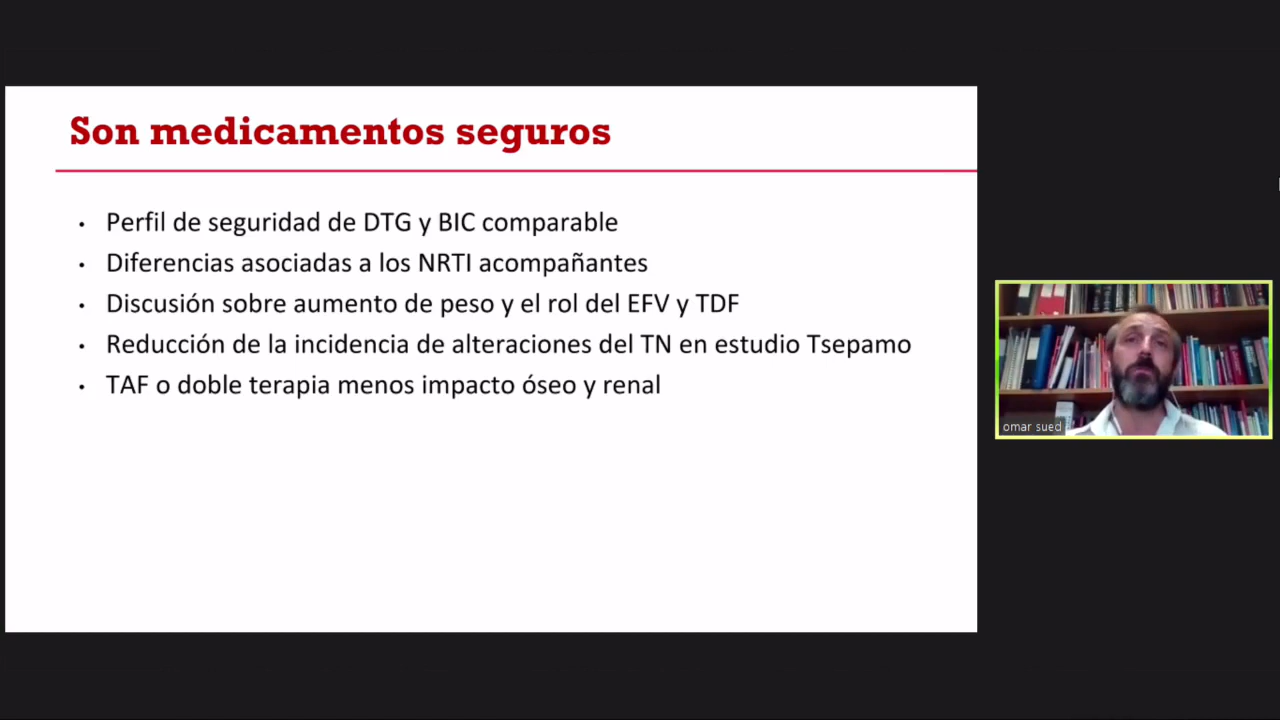 Son medicamentos seguros
• Perfil de seguridad de DTG y BIC comparable
• Diferencias asociadas a los NRTI acompañantes
• Discusión sobre aumento de peso y el rol del EFV y TDF
• Reducción de la incidencia de alteraciones del TN en estudio Tsepamo
• TAF o doble terapia menos impacto óseo y renal
omar sued